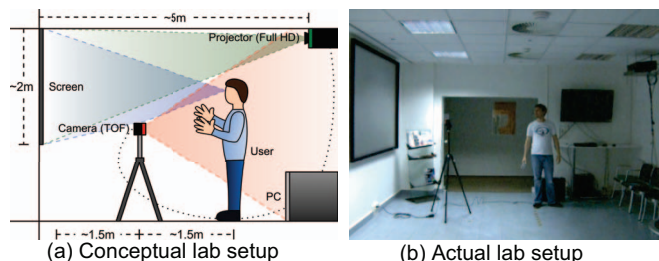 ~5m
Projector (Full HD)
~2m
Screen
Camera (TOF)
User
PC
~1.5m
~1.5m
(a) Conceptual lab setup
(b) Actual lab setup